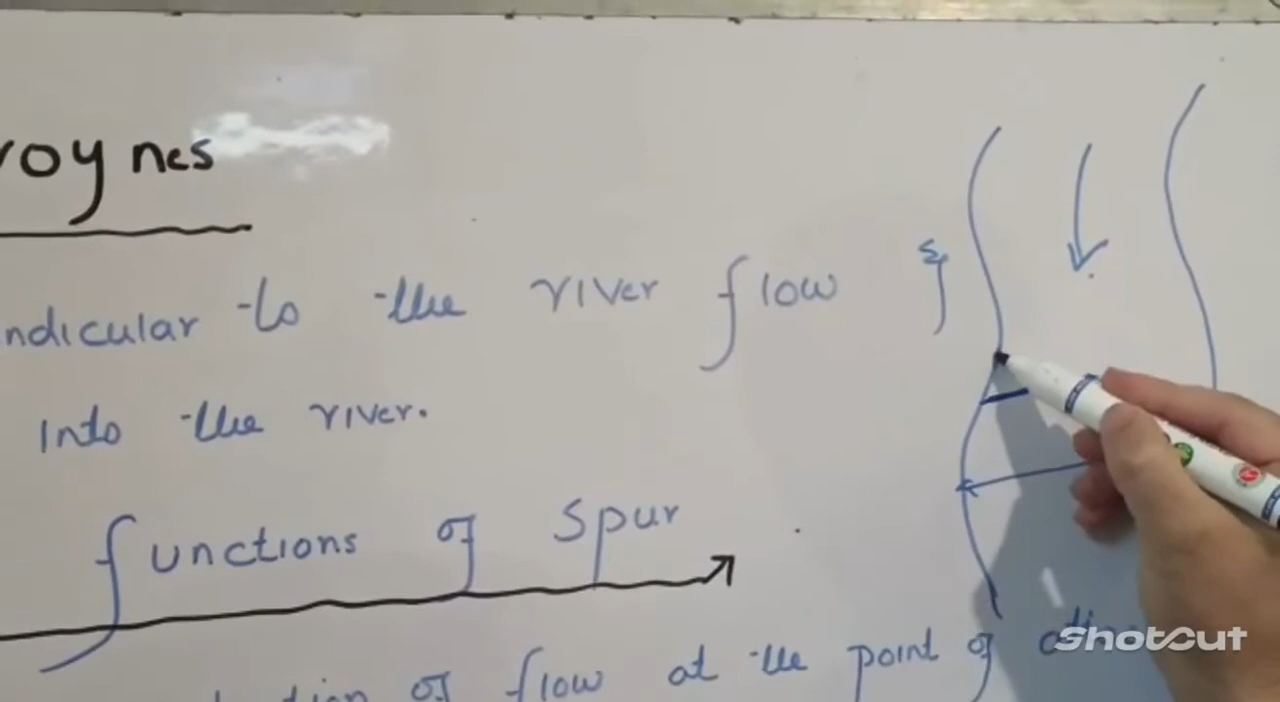 roynes
ndicular to the river flow &
into the river.
functions of spur
tion of flow at the point of
ShotCut